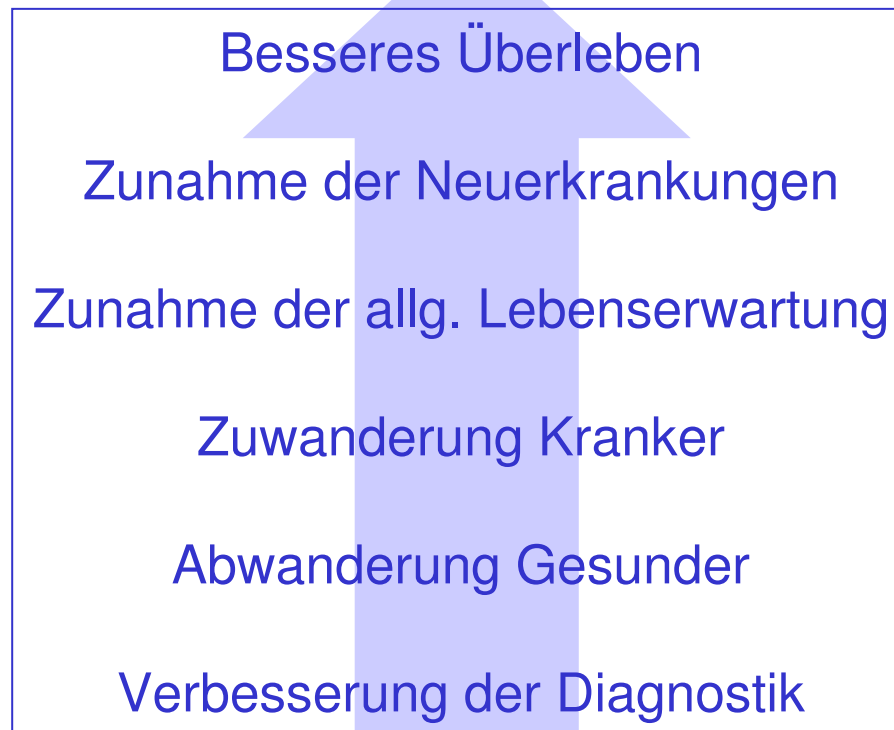 Besseres Überleben
Zunahme der Neuerkrankungen
Zunahme der allg. Lebenserwartung
Zuwanderung Kranker
Abwanderung Gesunder
Verbesserung der Diagnostik